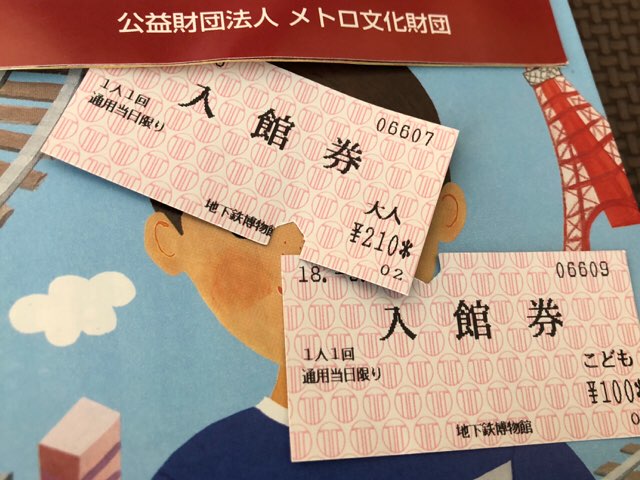 公益財団法人 メトロ文化財団
1人1回
通用当日限り
入館券
06607
大人
¥210※
地下鉄博物館
02.
18.
06609
入館券
1人1回
通用当日限り
こども
¥100※
地下鉄博物館